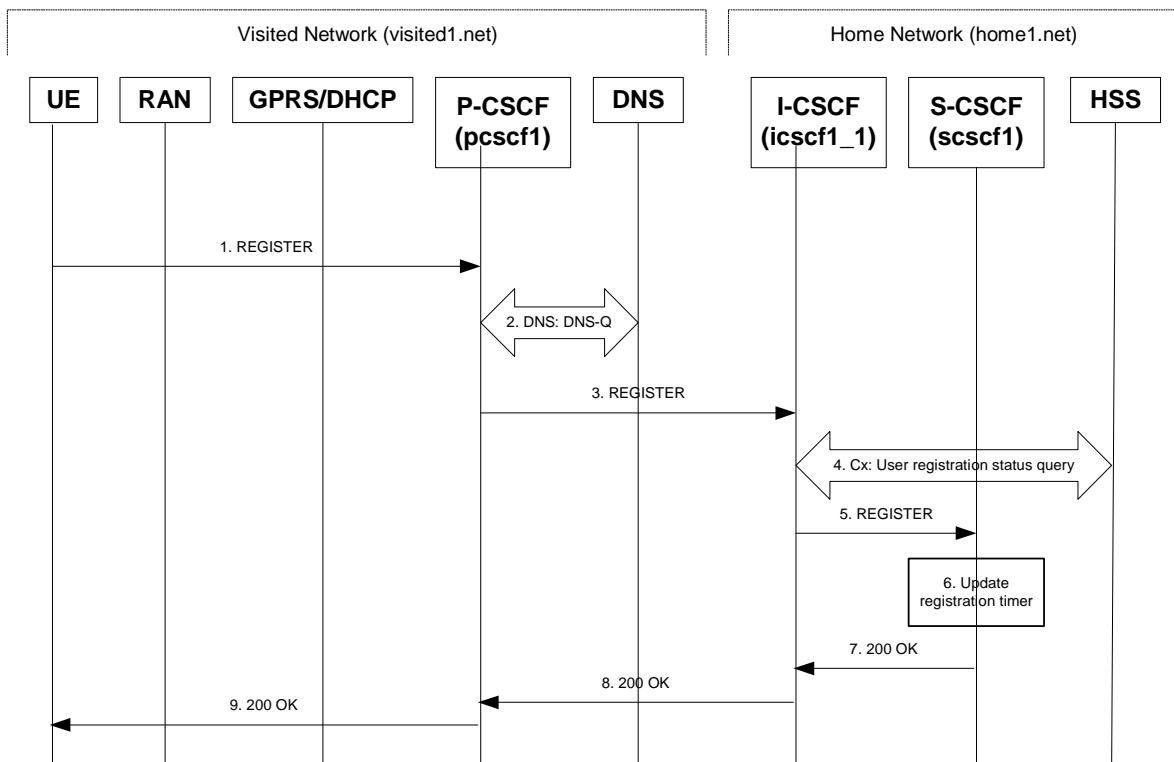 Visited Network (visited1.net)
Home Network (home1.net)
UE
RAN
GPRS/DHCP
P-CSCF
(pcscf1)
DNS
I-CSCF
(icscf1_1)
S-CSCF
(scscf1)
HSS
1. REGISTER
2. DNS: DNS-Q
3. REGISTER
4. Cx: User registration status query
5. REGISTER
6. Update
registration timer
7. 200 OK
8. 200 OK
9. 200 OK